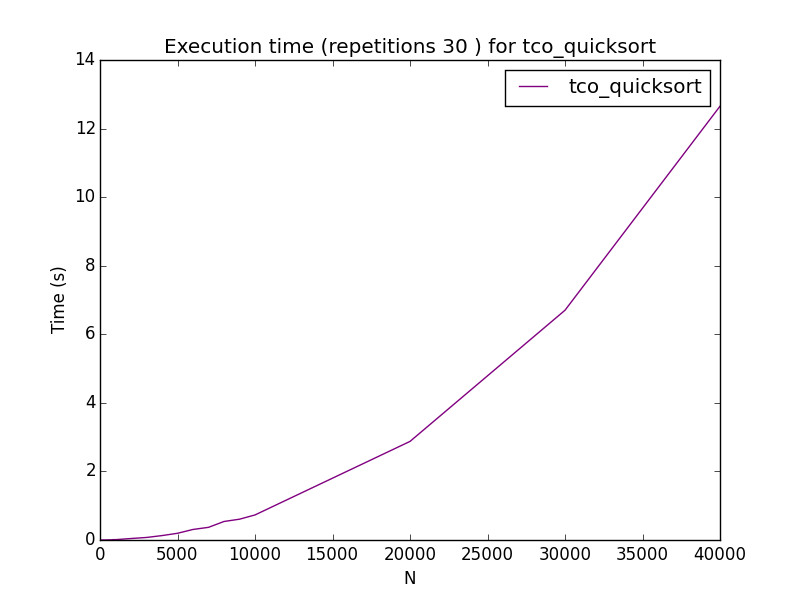 Execution time (repetitions 30 ) for tco_quicksort
tco_quicksort
14
12
10
8
6
4
2
0
Time (s)
0 5000 10000 15000 20000 25000 30000 35000 40000
N